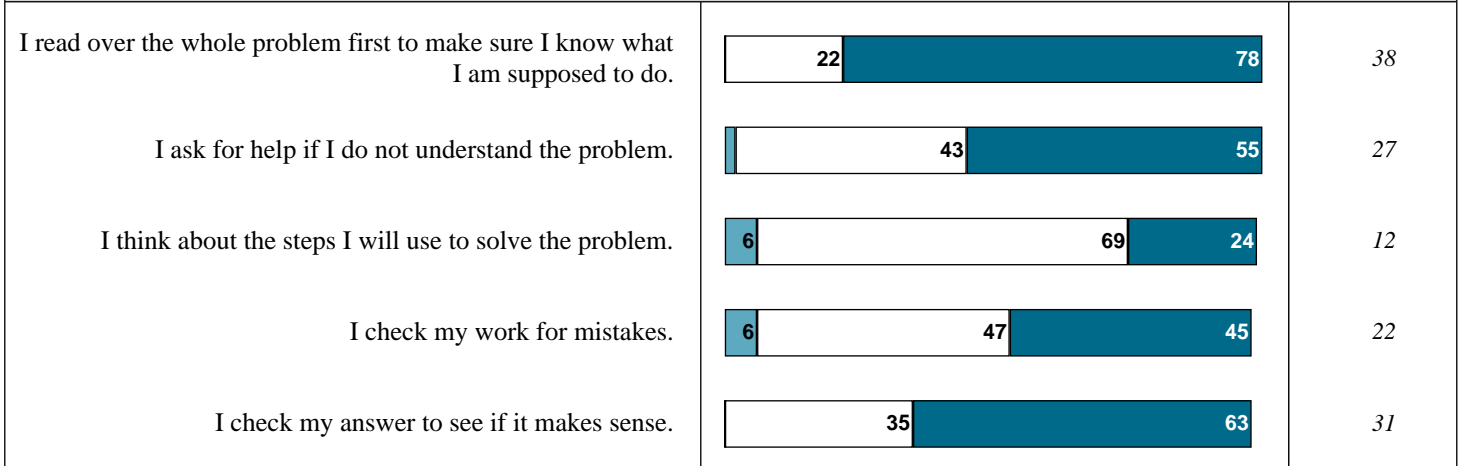 I read over the whole problem first to make sure I know what
I am supposed to do.
22 78 38
I ask for help if I do not understand the problem.
43 55 27
I think about the steps I will use to solve the problem.
6 69 24 12
I check my work for mistakes.
6 47 45 22
I check my answer to see if it makes sense.
35 63 31